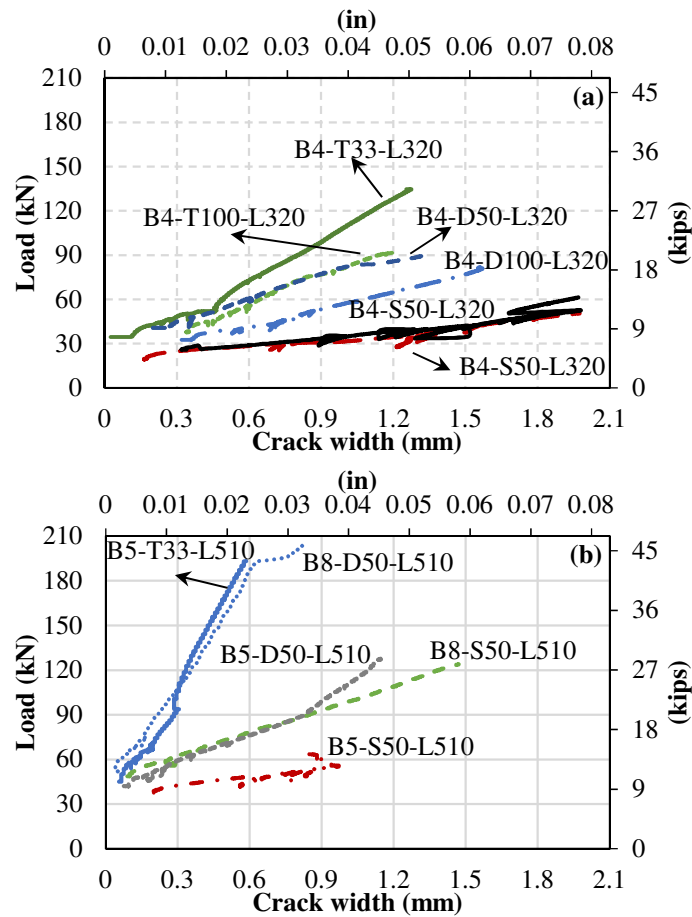 (in)
0 0.01 0.02 0.03 0.04 0.05 0.06 0.07 0.08
(a)
210
180
150
120
90
60
30
0
Load (kN)
45
36
27
18
9
0
(kips)
B4-T33-L320
B4-T100-L320
B4-D50-L320
B4-D100-L320
B4-S50-L320
B4-S50-L320
0 0.3 0.6 0.9 1.2 1.5 1.8 2.1
Crack width (mm)
(in)
0 0.01 0.02 0.03 0.04 0.05 0.06 0.07 0.08
(b)
210
180
150
120
90
60
30
0
Load (kN)
45
36
27
18
9
0
(kips)
B5-T33-L510
B8-D50-L510
B5-D50-L510
B8-S50-L510
B5-S50-L510
0 0.3 0.6 0.9 1.2 1.5 1.8 2.1
Crack width (mm)